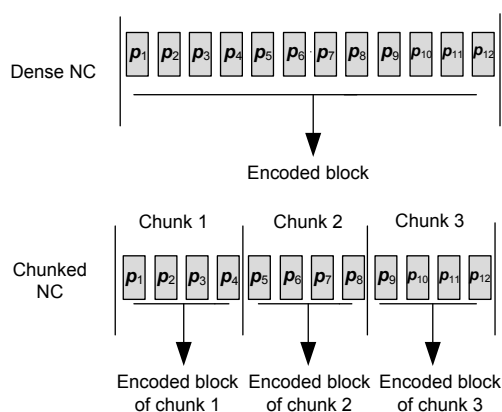 p1 p2 p3 p4 p5 p6 p7 p8 p9 p10 p11 p12
Dense NC
Encoded block
Chunk 1 Chunk 2 Chunk 3
Chunked
NC
p1 p2 p3 p4 p5 p6 p7 p8 p9 p10 p11 p12
Encoded block
of chunk 1
Encoded block
of chunk 2
Encoded block
of chunk 3